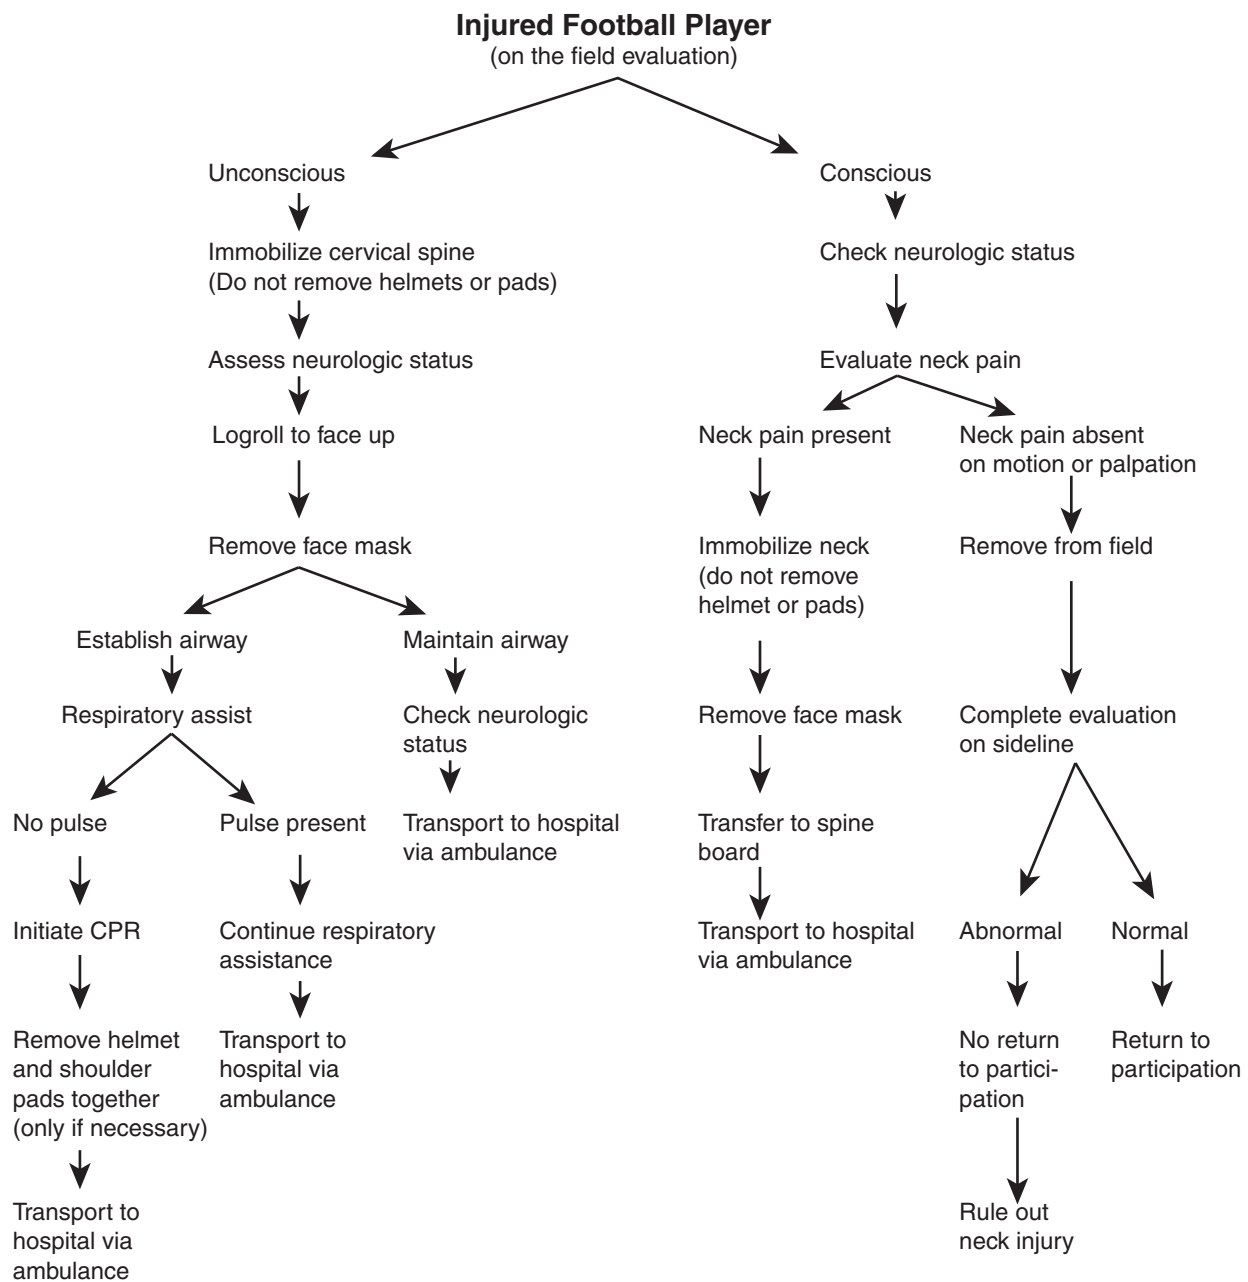 Injured Football Player
(on the field evaluation)
Unconscious
Conscious
Immobilize cervical spine
(Do not remove helmets or pads)
Check neurologic status
Assess neurologic status
Evaluate neck pain
Logroll to face up
Neck pain present
Neck pain absent
on motion or palpation
Remove face mask
Immobilize neck
(do not remove
helmet or pads)
Remove from field
Establish airway
Maintain airway
Respiratory assist
Check neurologic
status
Remove face mask
Complete evaluation
on sideline
No pulse
Pulse present
Transport to hospital
via ambulance
Transfer to spine
board
Initiate CPR
Continue respiratory
assistance
Transport to hospital
via ambulance
Abnormal
Normal
Remove helmet
and shoulder
pads together
(only if necessary)
Transport to
hospital via
ambulance
No return
to partici-
pation
Return to
participation
Transport to
hospital via
ambulance
Rule out
neck injury